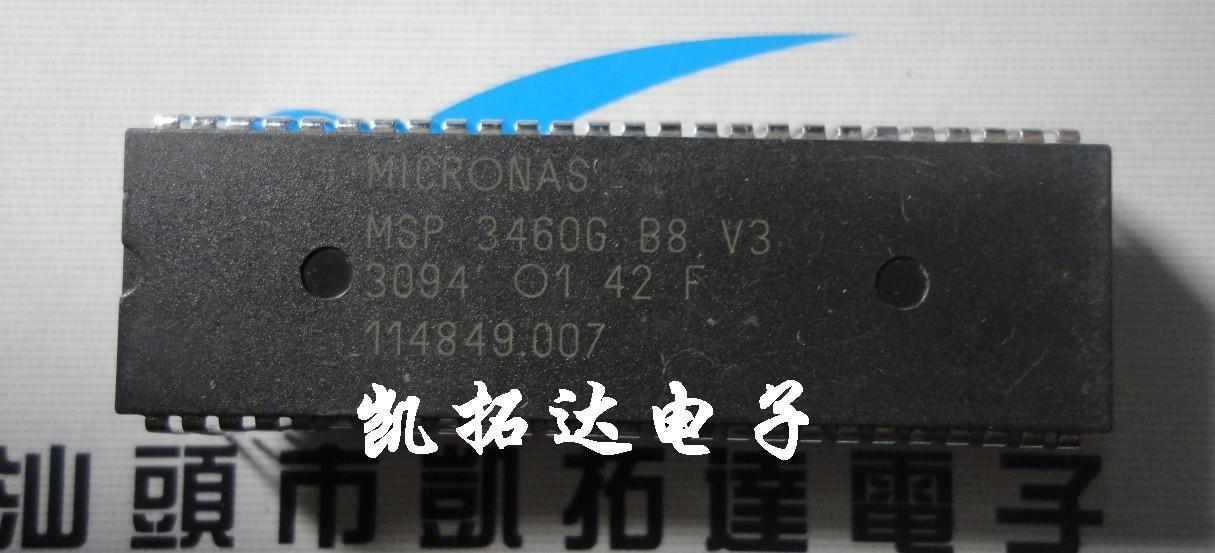 MICRONAS
MSP 3460G B8 V3
3094 01 42 F
114849.007
凯拓达电子
汕頭市凱拓達電子